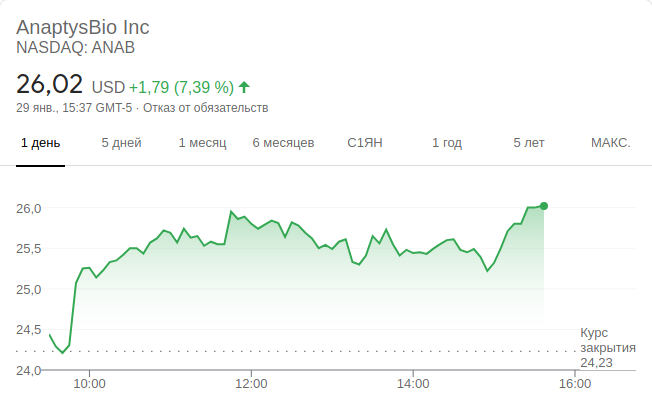 AnaptysBio Inc
NASDAQ: ANAB
26,02 USD +1,79 (7,39 %)
29 янв., 15:37 GMT-5 · Отказ от обязательств
1 день 5 дней 1 месяц 6 месяцев С1ЯН 1 год 5 лет МАКС.
26,0
25,5
25,0
24,5
24,0
Курс
закрытия
24,23
10:00 12:00 14:00 16:00